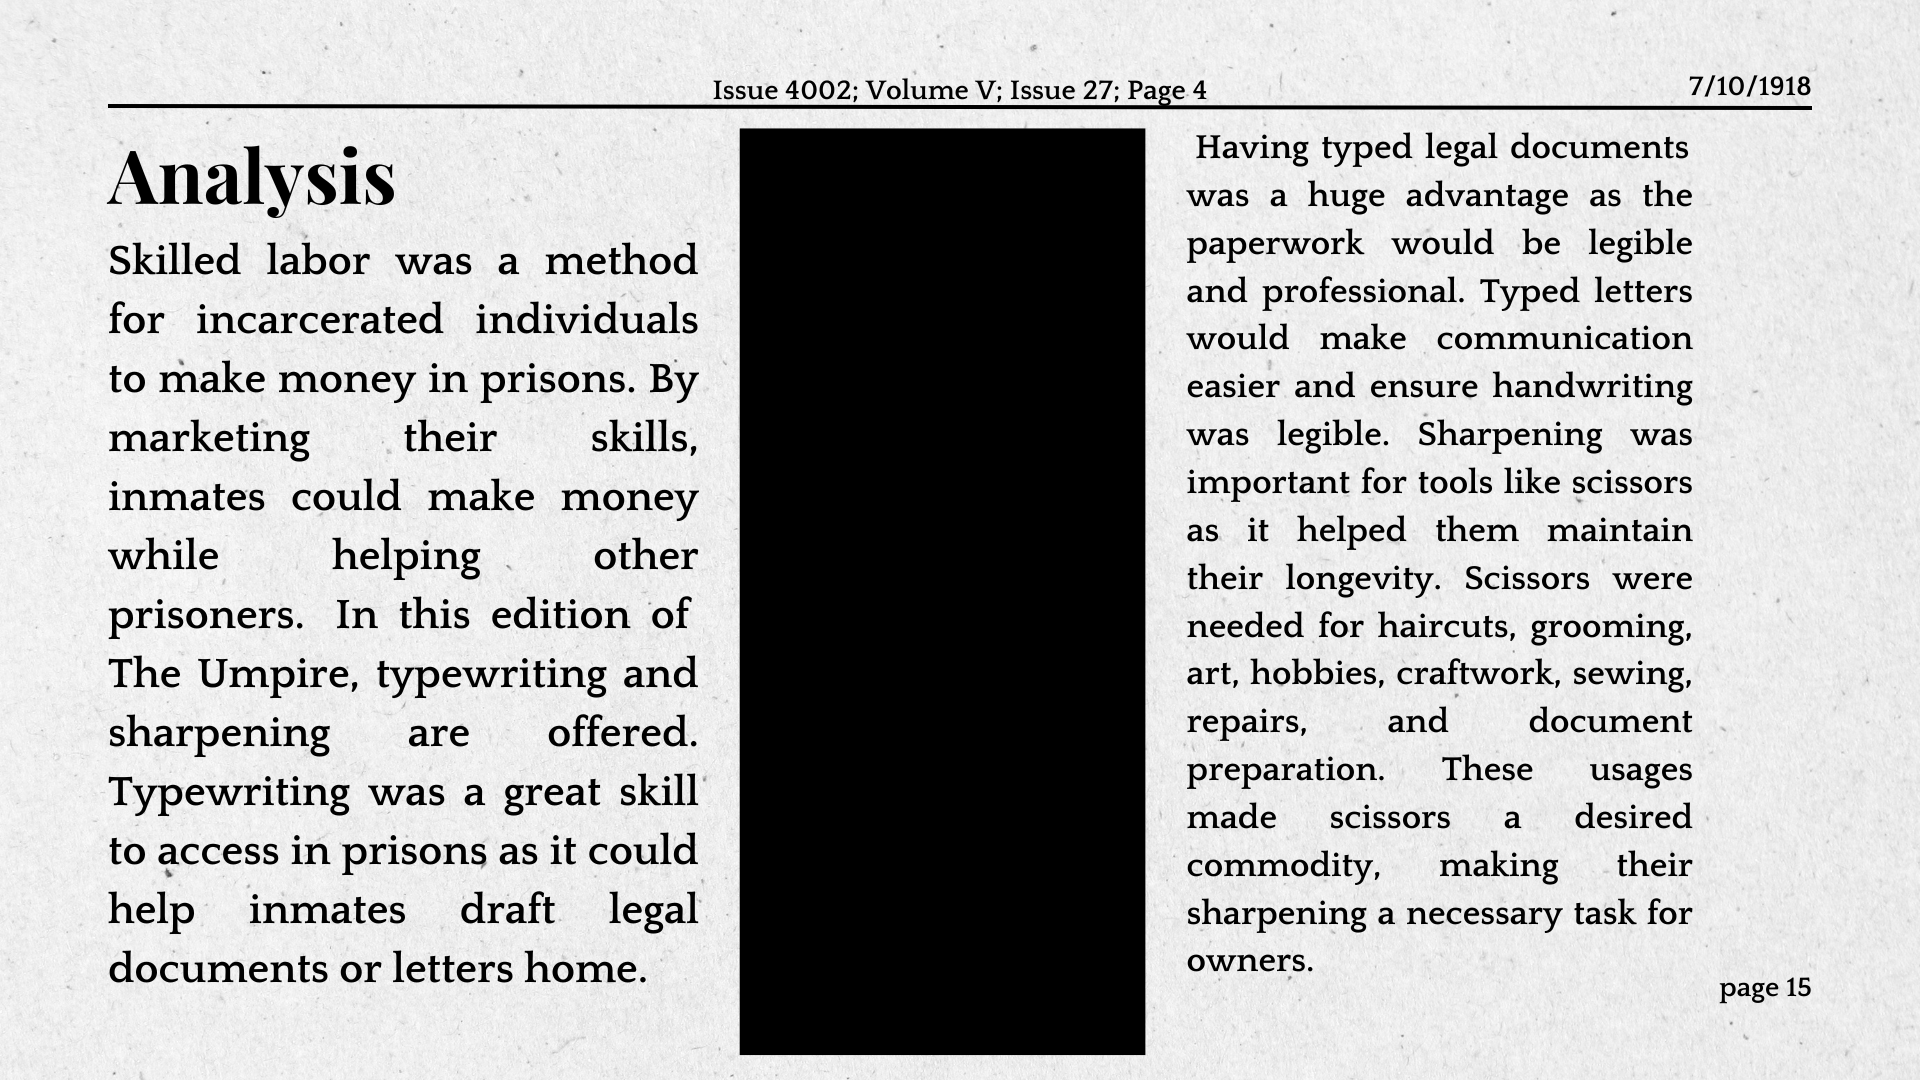 Issue 4002; Volume V; Issue 27; Page 4
7/10/1918
Analysis
Skilled labor was a method
for incarcerated individuals
to make money in prisons. By
marketing their skills,
inmates could make money
while helping other
prisoners. In this edition of
The Umpire, typewriting and
sharpening are offered.
Typewriting was a great skill
to access in prisons as it could
help inmates draft legal
documents or letters home.
Having typed legal documents
was a huge advantage as the
paperwork would be legible
and professional. Typed letters
would make communication
easier and ensure handwriting
was legible. Sharpening was
important for tools like scissors
as it helped them maintain
their longevity. Scissors were
needed for haircuts, grooming,
art, hobbies, craftwork, sewing,
repairs, and document
preparation. These usages
made scissors a desired
commodity, making their
sharpening a necessary task for
owners.
page 15